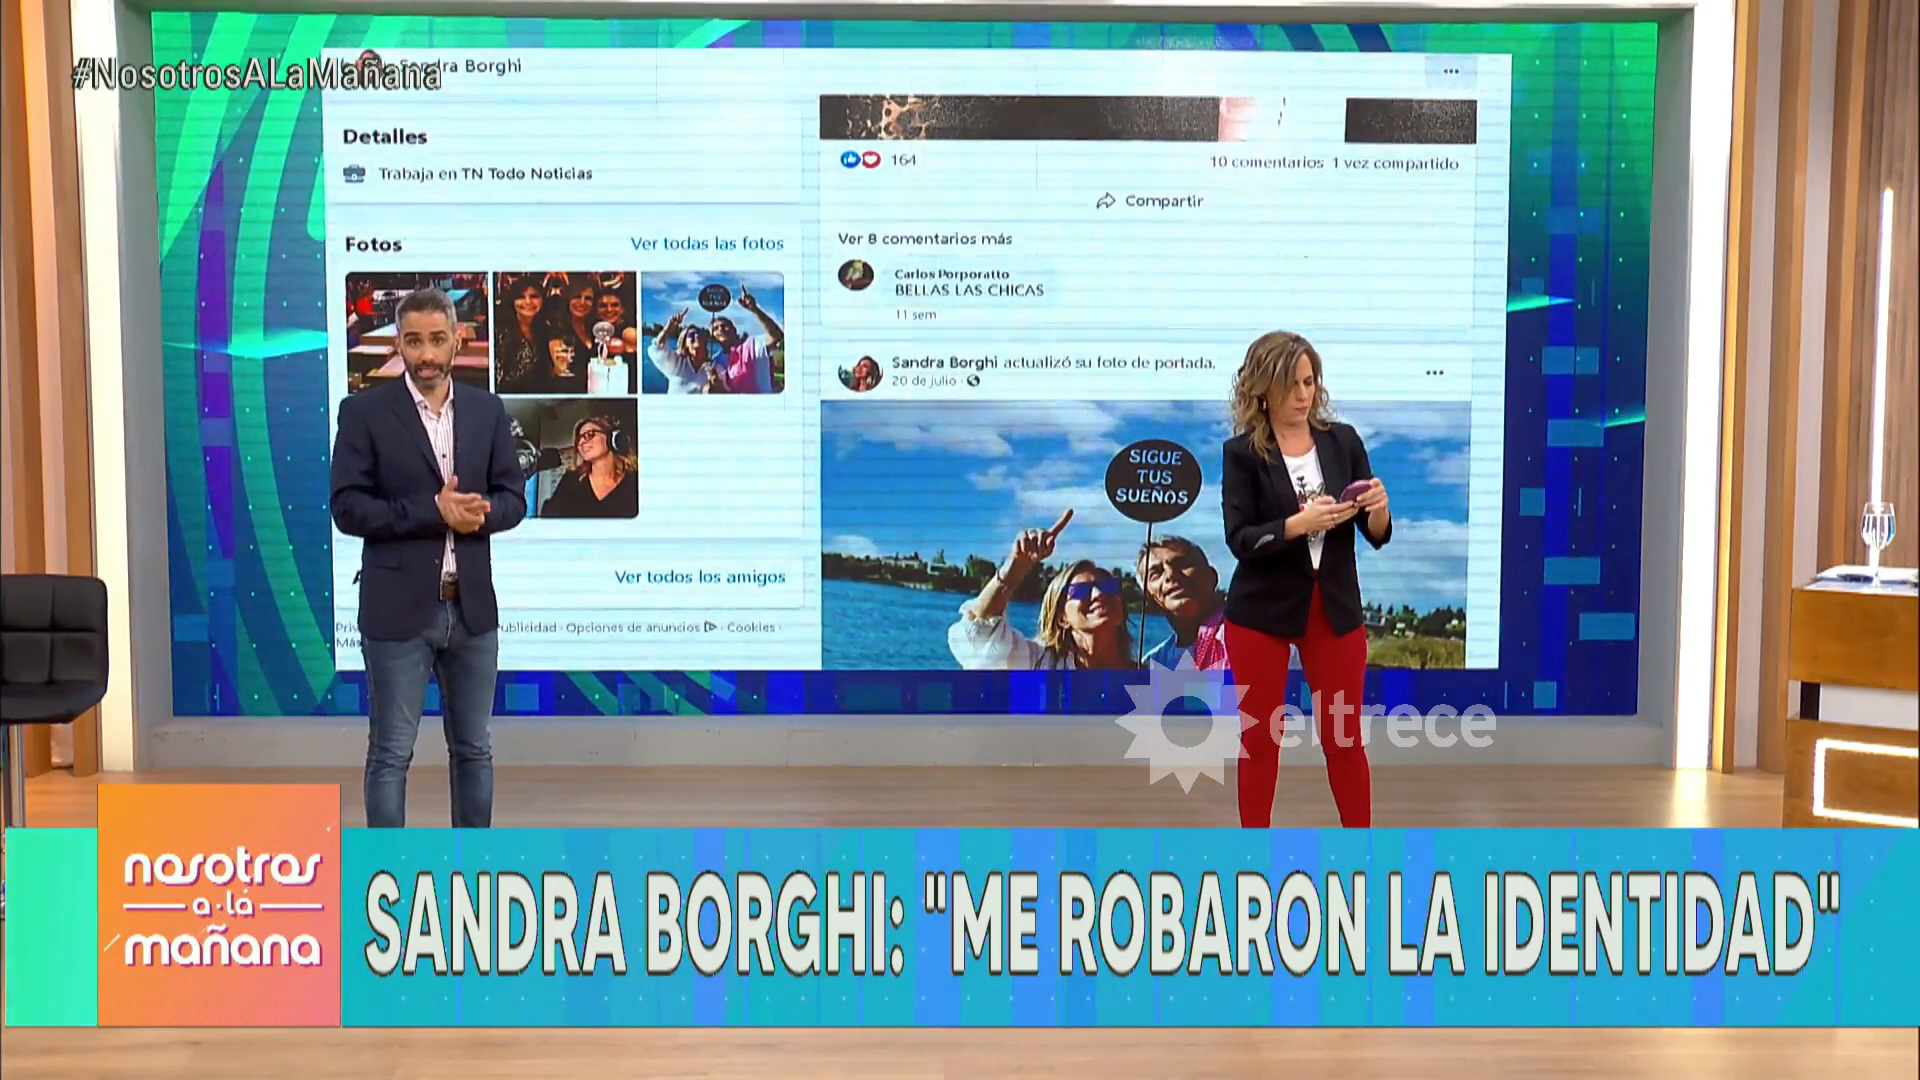 #NosotrosALaMañana
Sandra Borghi
Detalles
Trabaja en TN Todo Noticias
Fotos
Ver todas las fotos
Ver todos los amigos
ublicidad · Opciones de anuncios · Cookies ·
Más
164
10 comentarios 1 vez compartido
Compartir
Ver 8 comentarios más
Carlos Porporatto
BELLAS LAS CHICAS
11 sem
Sandra Borghi actualizó su foto de portada.
20 de julio ·
SIGUE
TUS
SUEÑOS
eltrece
nosotros
a·la
mañana
SANDRA BORGHI: "ME ROBARON LA IDENTIDAD"